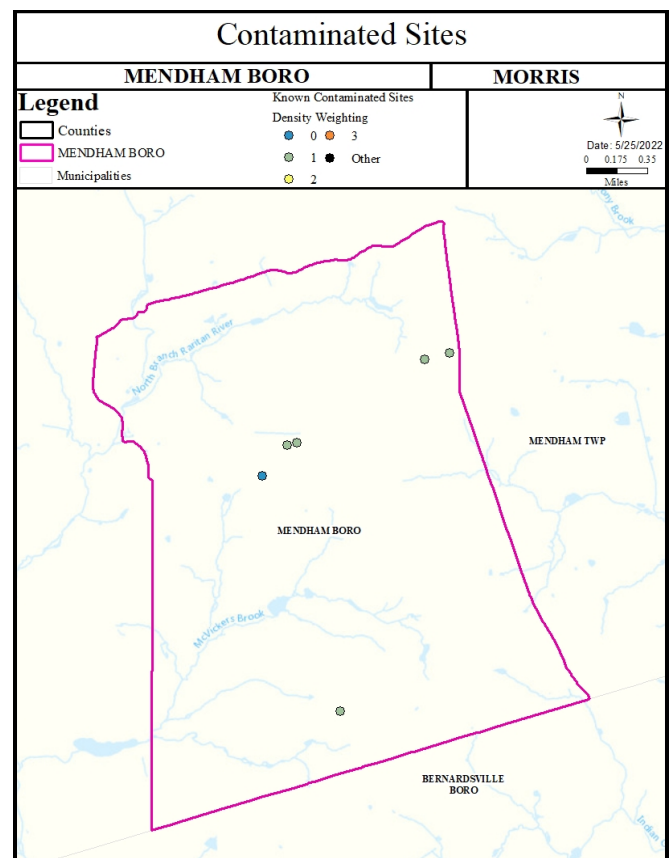 Contaminated Sites
MENDHAM BORO
MORRIS
Legend
Counties
MENDHAM BORO
Municipalities
Known Contaminated Sites
Density Weighting
0 3
1 Other
2
N
Date: 5/25/2022
0 0.175 0.35
Miles
North Branch Raritan River
MENDHAM TWP
MENDHAM BORO
McVickers Brook
BERNARDSVILLE
BORO
Brook
Indian